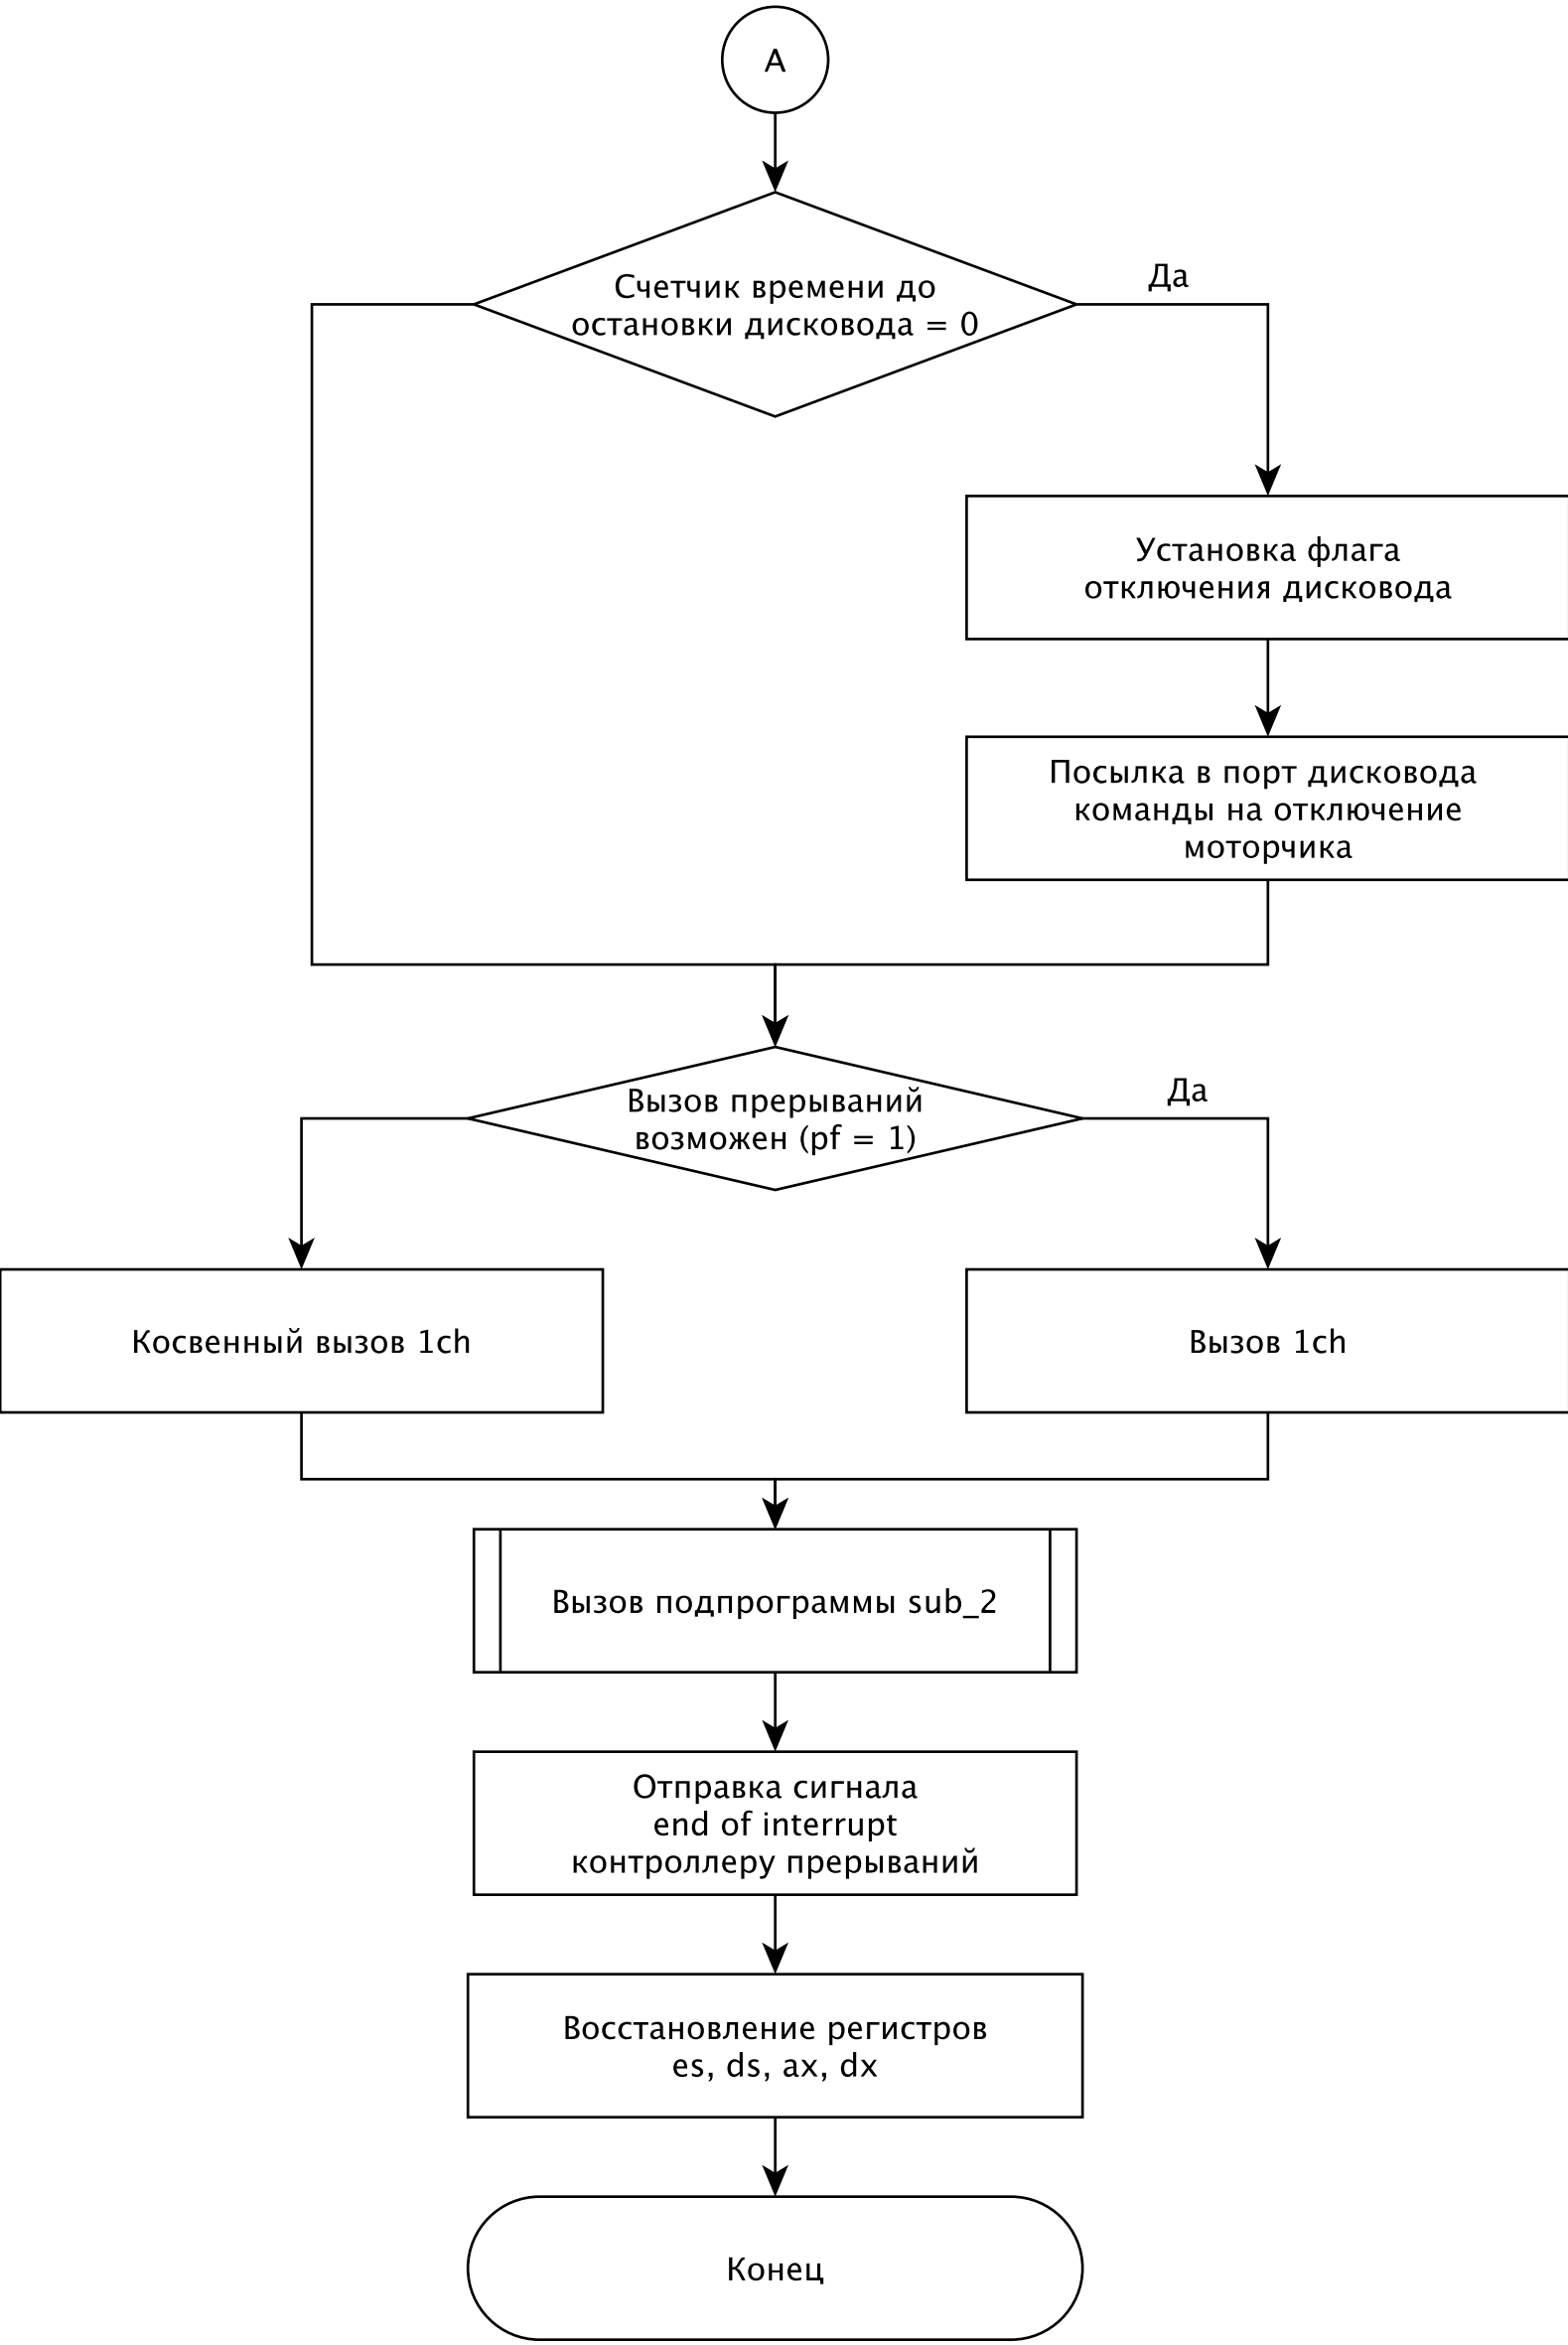 A
Счетчик времени до
остановки дисковода = 0
Да
Установка флага
отключения дисковода
Посылка в порт дисковода
команды на отключение
моторчика
Вызов прерываний
возможен (pf = 1)
Да
Косвенный вызов 1ch
Вызов 1ch
Вызов подпрограммы sub_2
Отправка сигнала
end of interrupt
контроллеру прерываний
Восстановление регистров
es, ds, ax, dx
Конец